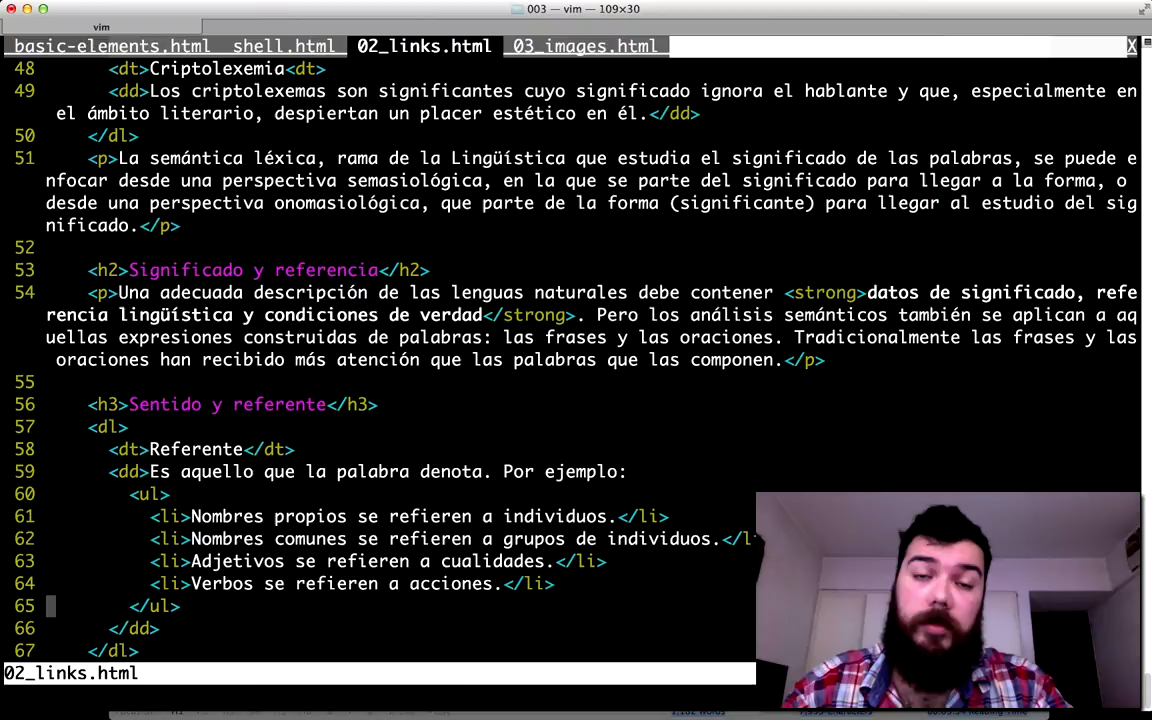 003 — vim — 109×30
vim
basic-elements.html shell.html 02_links.html 03_images.html X
48 <dt>Criptolexemia<dt>
49 <dd>Los criptolexemas son significantes cuyo significado ignora el hablante y que, especialmente en
el ámbito literario, despiertan un placer estético en él.</dd>
50 </dl>
51 <p>La semántica léxica, rama de la Lingüística que estudia el significado de las palabras, se puede e
nfocar desde una perspectiva semasiológica, en la que se parte del significado para llegar a la forma, o
desde una perspectiva onomasiológica, que parte de la forma (significante) para llegar al estudio del sig
nificado.</p>
52
53 <h2>Significado y referencia</h2>
54 <p>Una adecuada descripción de las lenguas naturales debe contener <strong>datos de significado, refe
rencia lingüística y condiciones de verdad</strong>. Pero los análisis semánticos también se aplican a aq
uellas expresiones construidas de palabras: las frases y las oraciones. Tradicionalmente las frases y las
oraciones han recibido más atención que las palabras que las componen.</p>
55
56 <h3>Sentido y referente</h3>
57 <dl>
58 <dt>Referente</dt>
59 <dd>Es aquello que la palabra denota. Por ejemplo:
60 <ul>
61 <li>Nombres propios se refieren a individuos.</li>
62 <li>Nombres comunes se refieren a grupos de individuos.</l
63 <li>Adjetivos se refieren a cualidades.</li>
64 <li>Verbos se refieren a acciones.</li>
65 </ul>
66 </dd>
67 </dl>
02_links.html